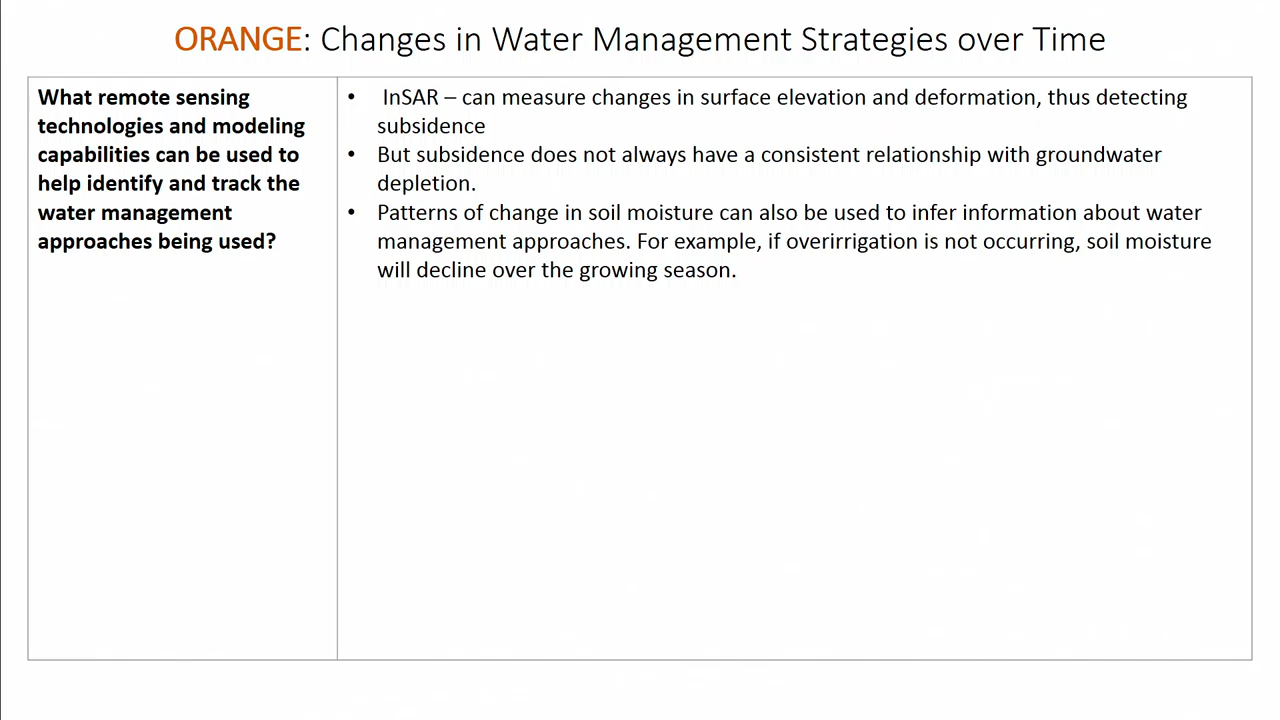 ORANGE: Changes in Water Management Strategies over Time
What remote sensing
technologies and modeling
capabilities can be used to
help identify and track the
water management
approaches being used?
• InSAR – can measure changes in surface elevation and deformation, thus detecting
subsidence
• But subsidence does not always have a consistent relationship with groundwater
depletion.
• Patterns of change in soil moisture can also be used to infer information about water
management approaches. For example, if overirrigation is not occurring, soil moisture
will decline over the growing season.